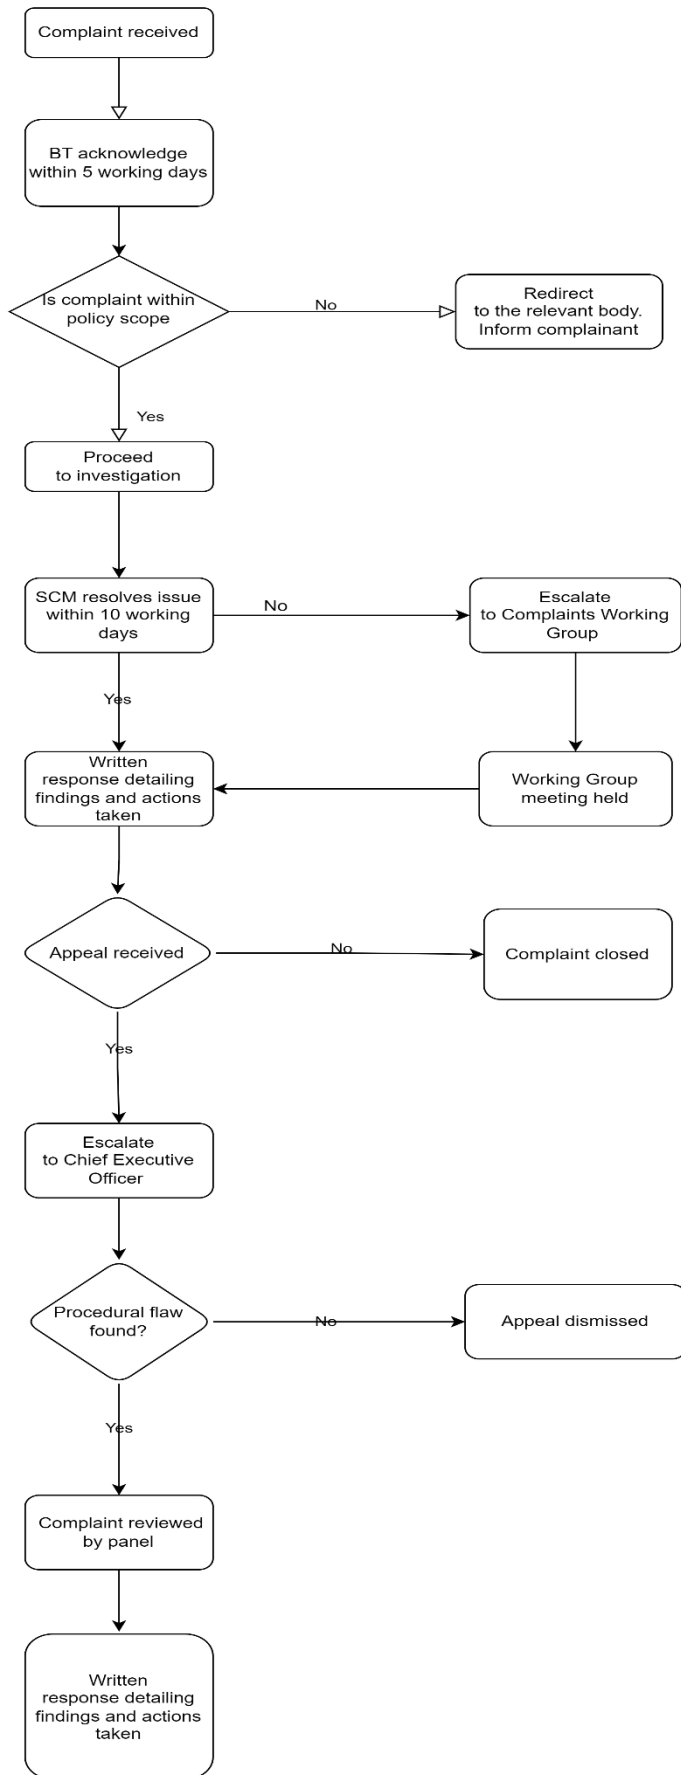 Complaint received
BT acknowledge
within 5 working days
Is complaint within
policy scope
No
Redirect
to the relevant body.
Inform complainant
Yes
Proceed
to investigation
SCM resolves issue
within 10 working
days
No
Escalate
to Complaints Working
Group
Yes
Written
response detailing
findings and actions
taken
Working Group
meeting held
Appeal received
No
Complaint closed
Yes
Escalate
to Chief Executive
Officer
Procedural flaw
found?
No
Appeal dismissed
Yes
Complaint reviewed
by panel
Written
response detailing
findings and actions
taken